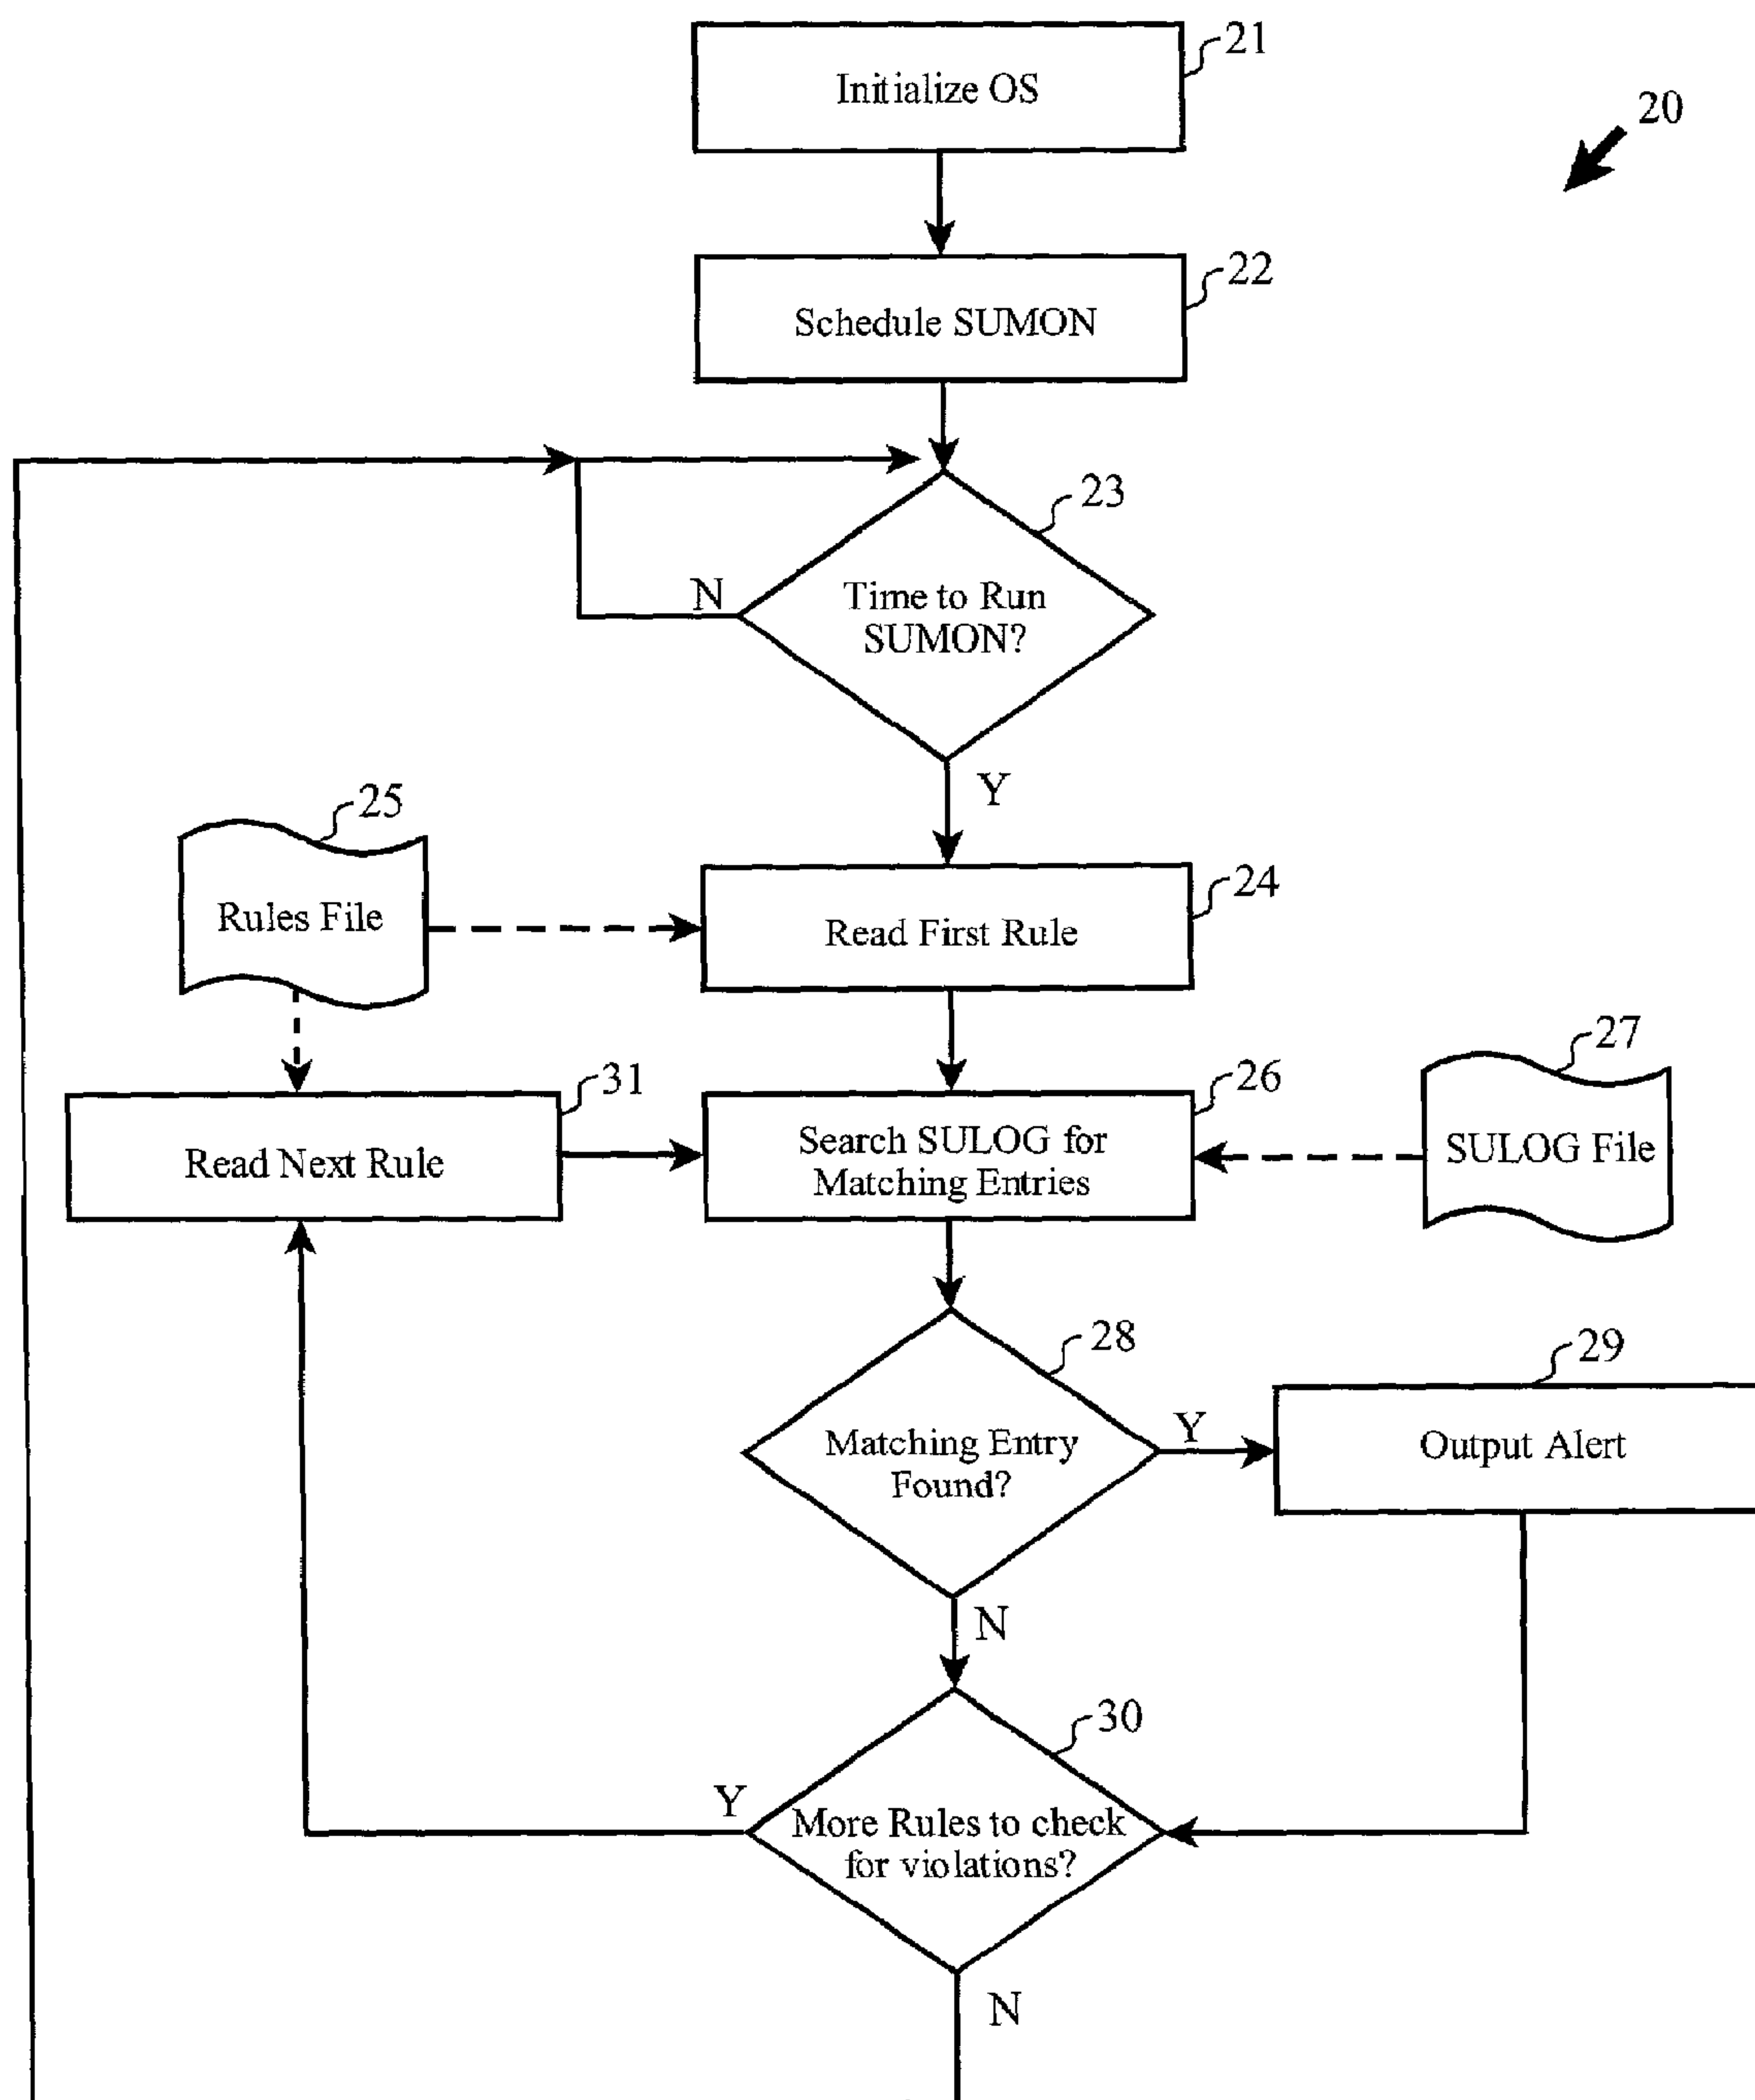 21
Initialize OS
20
22
Schedule SUMON
23
N
Time to Run
SUMON?
Y
25
Rules File
24
Read First Rule
27
31
26
Read Next Rule
Search SULOG for
Matching Entries
SULOG File
28
29
Matching Entry
Found?
Y
Output Alert
N
30
Y
More Rules to check
for violations?
N